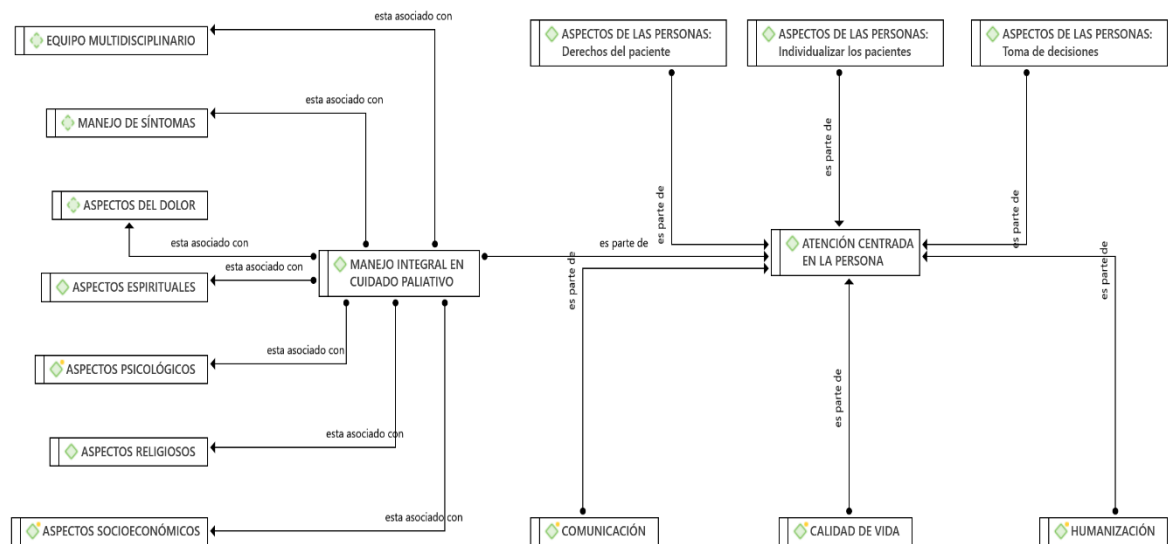 esta asociado con
EQUIPO MULTIDISCIPLINARIO
esta asociado con
MANEJO DE SÍNTOMAS
ASPECTOS DEL DOLOR
esta asociado con
esta asociado con
ASPECTOS ESPIRITUALES
MANEJO INTEGRAL EN
CUIDADO PALIATIVO
esta asociado con
ASPECTOS PSICOLÓGICOS
esta asociado con
ASPECTOS RELIGIOSOS
esta asociado con
ASPECTOS SOCIOECONÓMICOS
ASPECTOS DE LAS PERSONAS:
Derechos del paciente
ASPECTOS DE LAS PERSONAS:
Individualizar los pacientes
ASPECTOS DE LAS PERSONAS:
Toma de decisiones
es parte de
es parte de
es parte de
es parte de
ATENCIÓN CENTRADA
EN LA PERSONA
es parte de
es parte de
es parte de
COMUNICACIÓN
CALIDAD DE VIDA
HUMANIZACIÓN